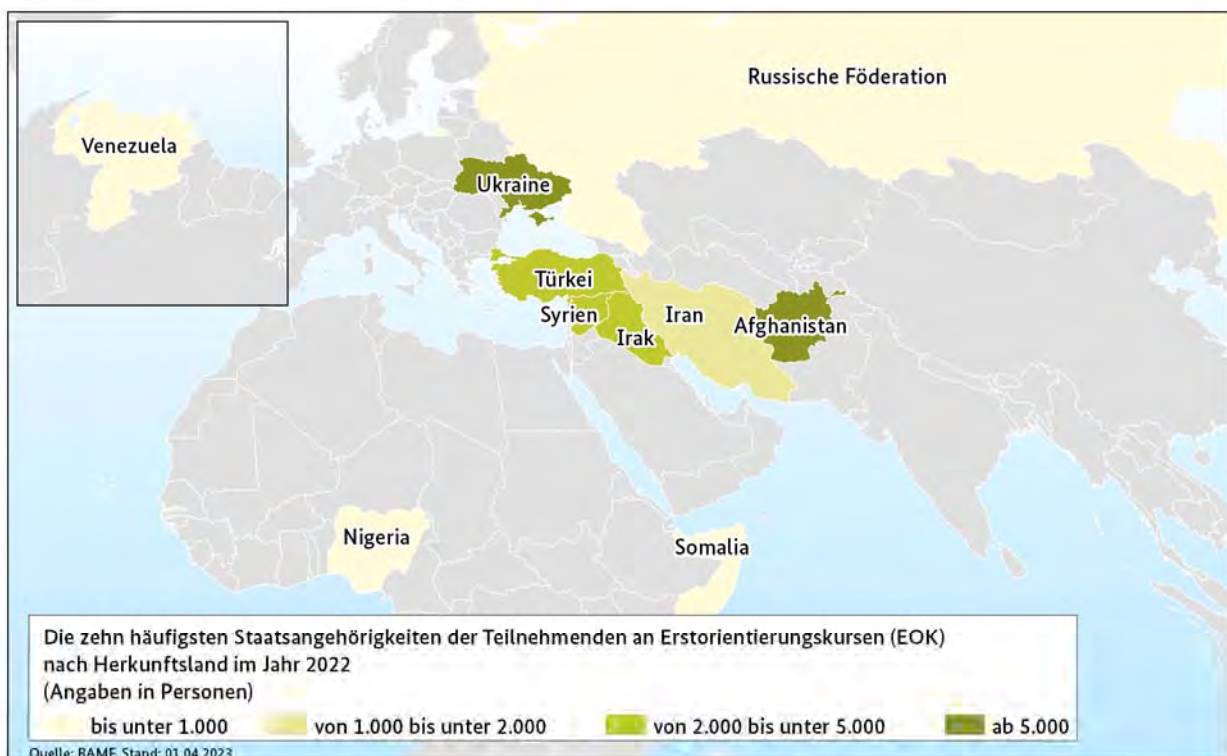 Russische Föderation
Venezuela
Ukraine
Türkei
Syrien
Irak
Iran
Afghanistan
Nigeria
Somalia
Die zehn häufigsten Staatsangehörigkeiten der Teilnehmenden an Erstorientierungskursen (EOK)
nach Herkunftsland im Jahr 2022
(Angaben in Personen)
bis unter 1.000 von 1.000 bis unter 2.000 von 2.000 bis unter 5.000 ab 5.000
Quelle: BAMF, Stand: 01.04.2023